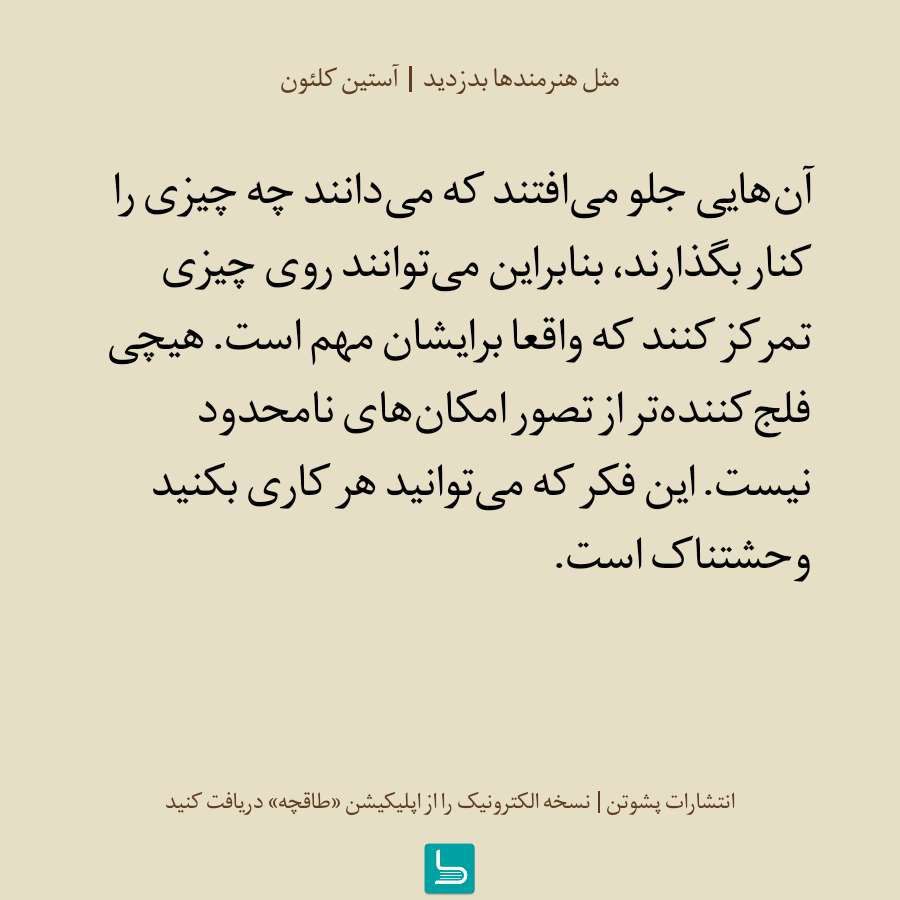 مثل هنرمندها بدزدید | آستین کلئون
آن‌هایی جلو می‌افتند که می‌دانند چه چیزی را
کنار بگذارند، بنابراین می‌توانند روی چیزی
تمرکز کنند که واقعا برایشان مهم است. هیچی
فلج‌کننده‌تر از تصور امکان‌های نامحدود
نیست. این فکر که می‌توانید هر کاری بکنید
وحشتناک است.
انتشارات پشوتن | نسخه الکترونیک را از اپلیکیشن «طاقچه» دریافت کنید